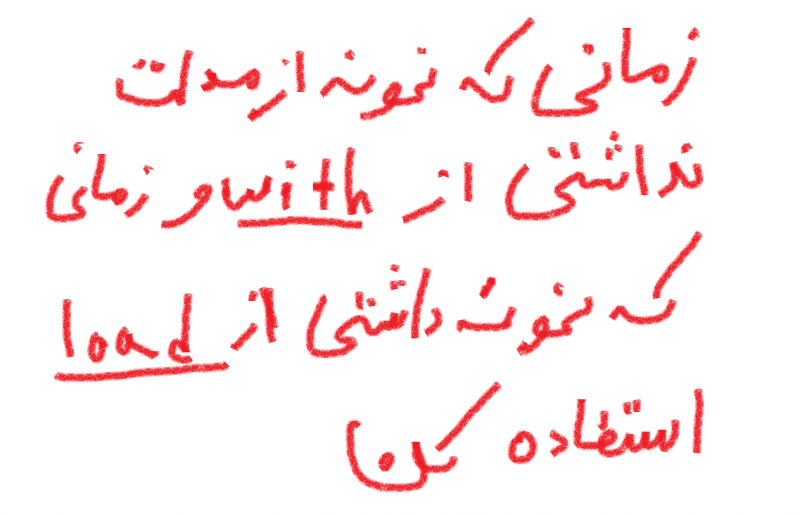 زمانی که نمونه از مدلت
نداشتی از with و زمانی
که نمونه داشتی از load
استفاده کن